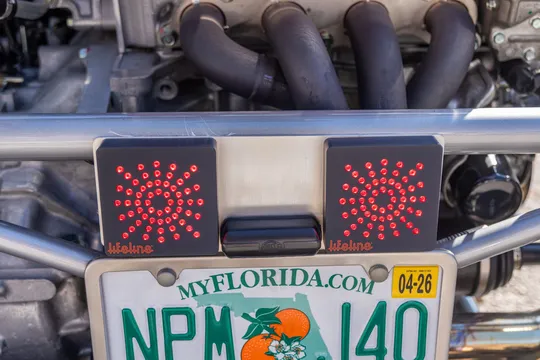 lifeline
lifeline
MYFLORIDA.COM
04-26
NPM 140